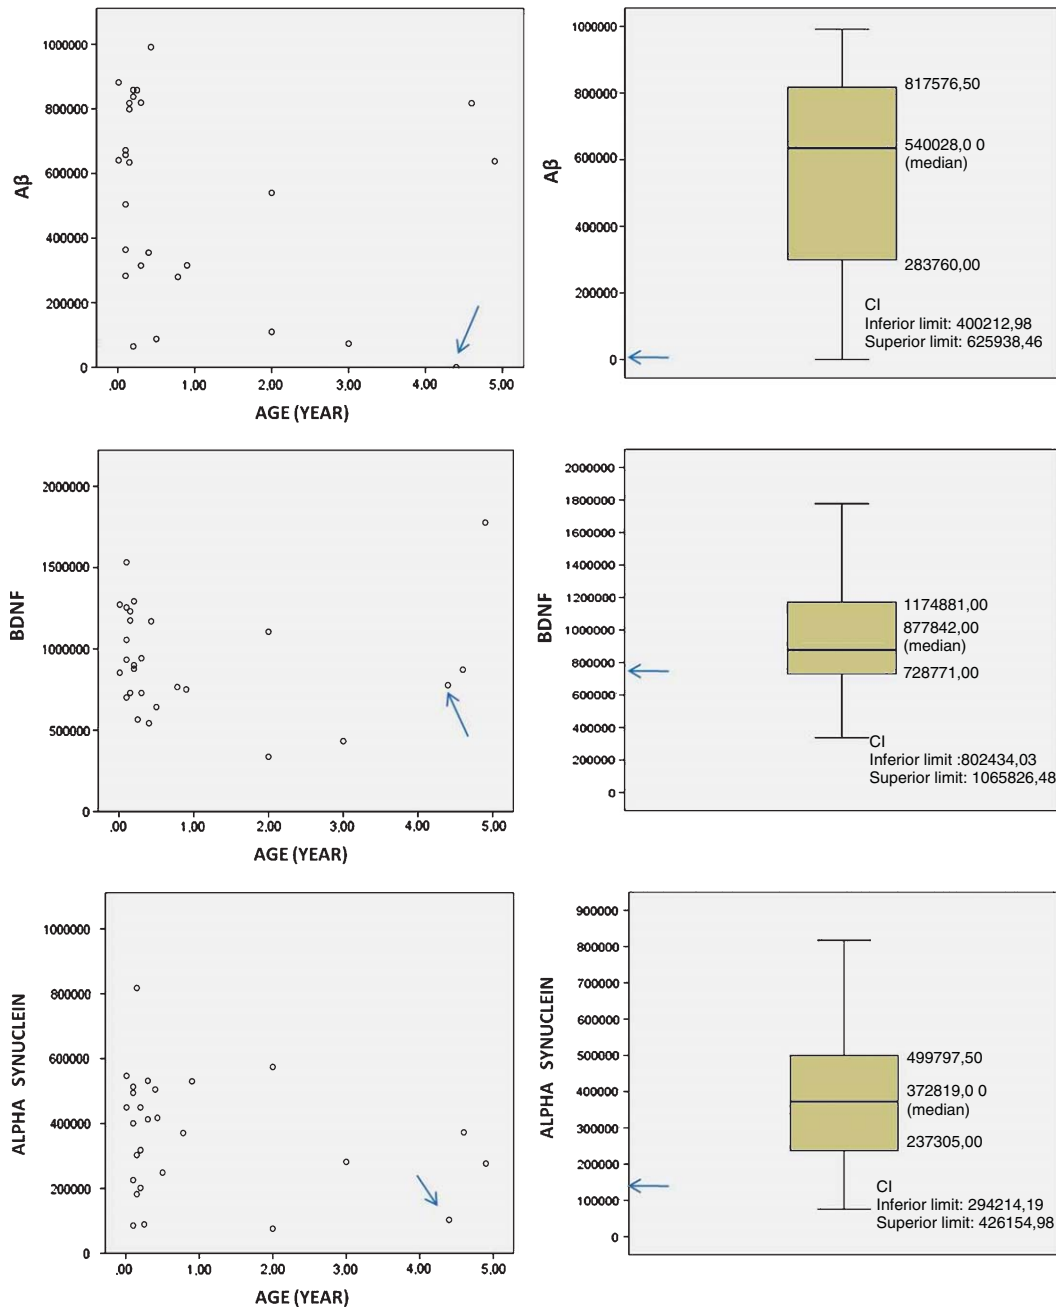 1000000
800000
600000
400000
200000
0
Aβ
,00 1,00 2,00 3,00 4,00 5,00
AGE (YEAR)
1000000
800000
600000
400000
200000
0
Aβ
817576,50
540028,0 0
(median)
283760,00
CI
Inferior limit: 400212,98
Superior limit: 625938,46
2000000
1500000
1000000
500000
0
BDNF
,00 1,00 2,00 3,00 4,00 5,00
AGE (YEAR)
2000000
1800000
1600000
1400000
1200000
1000000
800000
600000
400000
200000
0
BDNF
1174881,00
877842,00
(median)
728771,00
CI
Inferior limit :802434,03
Superior limit: 1065826,48
1000000
800000
600000
400000
200000
0
ALPHA SYNUCLEIN
,00 1,00 2,00 3,00 4,00 5,00
AGE (YEAR)
900000
800000
700000
600000
500000
400000
300000
200000
100000
0
ALPHA SYNUCLEIN
499797,50
372819,0 0
(median)
237305,00
CI
Inferior limit: 294214,19
Superior limit: 426154,98